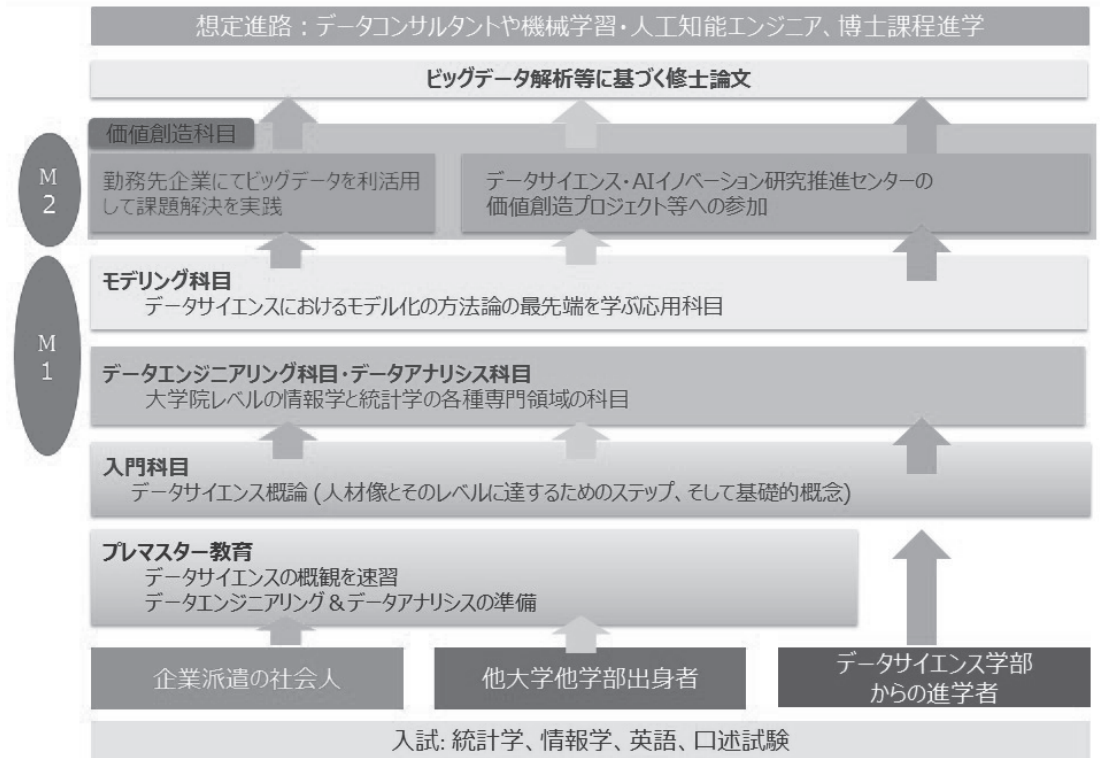 想定進路：データコンサルタントや機械学習・人工知能エンジニア、博士課程進学
ビッグデータ解析等に基づく修士論文
価値創造科目
M
2
勤務先企業にてビッグデータを利活用
して課題解決を実践
データサイエンス・AIイノベーション研究推進センターの
価値創造プロジェクト等への参加
M
1
モデリング科目
データサイエンスにおけるモデル化の方法論の最先端を学ぶ応用科目
データエンジニアリング科目・データアナリシス科目
大学院レベルの情報学と統計学の各種専門領域の科目
入門科目
データサイエンス概論 (人材像とそのレベルに達するためのステップ、そして基礎的概念)
プレマスター教育
データサイエンスの概観を速習
データエンジニアリング＆データアナリシスの準備
企業派遣の社会人
他大学他学部出身者
データサイエンス学部
からの進学者
入試: 統計学、情報学、英語、口述試験